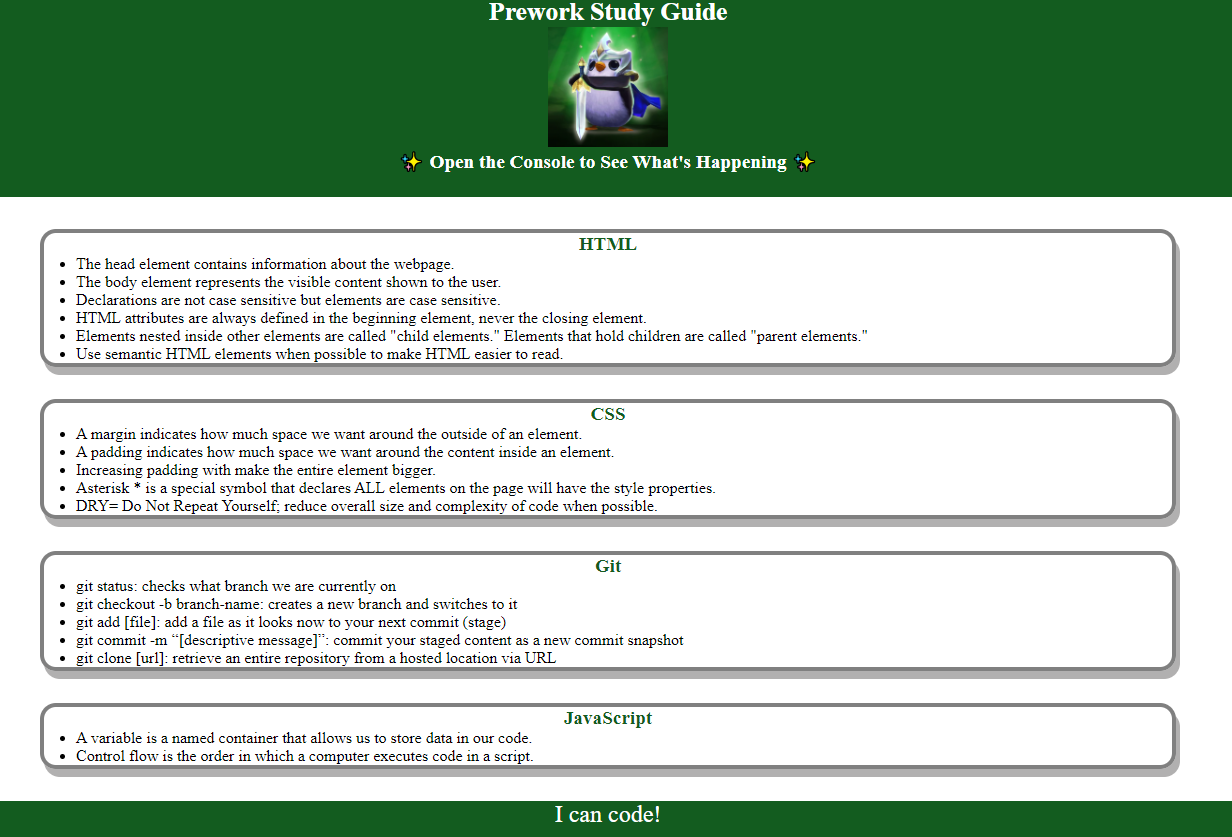 Prework Study Guide
✨ Open the Console to See What's Happening ✨
HTML
• The head element contains information about the webpage.
• The body element represents the visible content shown to the user.
• Declarations are not case sensitive but elements are case sensitive.
• HTML attributes are always defined in the beginning element, never the closing element.
• Elements nested inside other elements are called "child elements." Elements that hold children are called "parent elements."
• Use semantic HTML elements when possible to make HTML easier to read.
CSS
• A margin indicates how much space we want around the outside of an element.
• A padding indicates how much space we want around the content inside an element.
• Increasing padding with make the entire element bigger.
• Asterisk * is a special symbol that declares ALL elements on the page will have the style properties.
• DRY= Do Not Repeat Yourself; reduce overall size and complexity of code when possible.
Git
• git status: checks what branch we are currently on
• git checkout -b branch-name: creates a new branch and switches to it
• git add [file]: add a file as it looks now to your next commit (stage)
• git commit -m “[descriptive message]”: commit your staged content as a new commit snapshot
• git clone [url]: retrieve an entire repository from a hosted location via URL
JavaScript
• A variable is a named container that allows us to store data in our code.
• Control flow is the order in which a computer executes code in a script.
I can code!